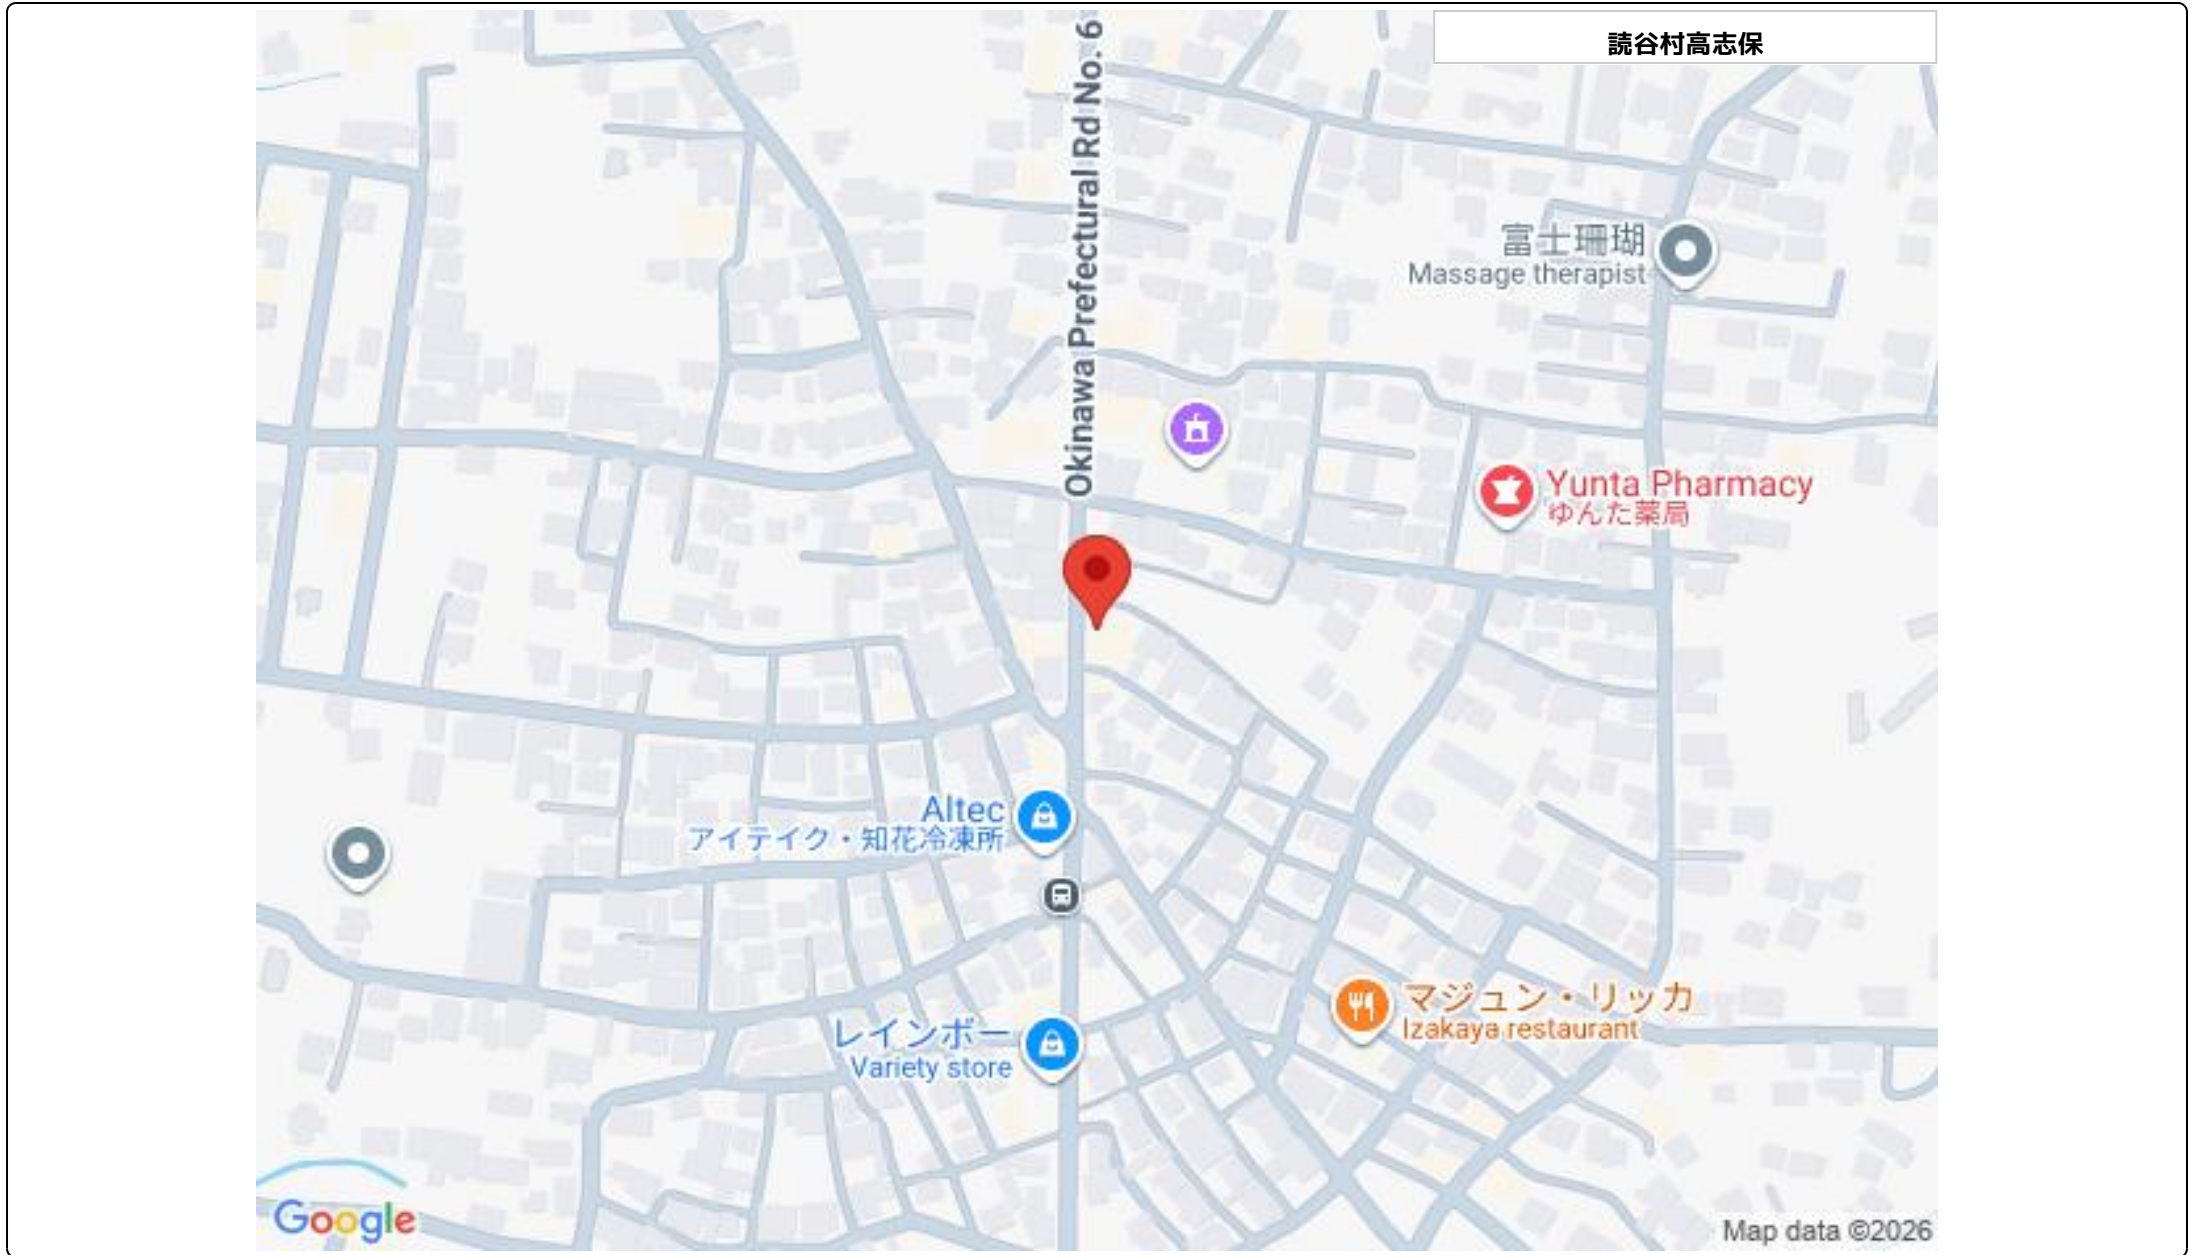 読谷村高志保
Okinawa Prefectural Rd No. 6
富士珊瑚
Massage therapist
Yunta Pharmacy
ゆんた薬局
Altec
アイテイク・知花冷凍所
マジュン・リッカ
Izakaya restaurant
レインボー
Variety store
Google
Map data ©2026